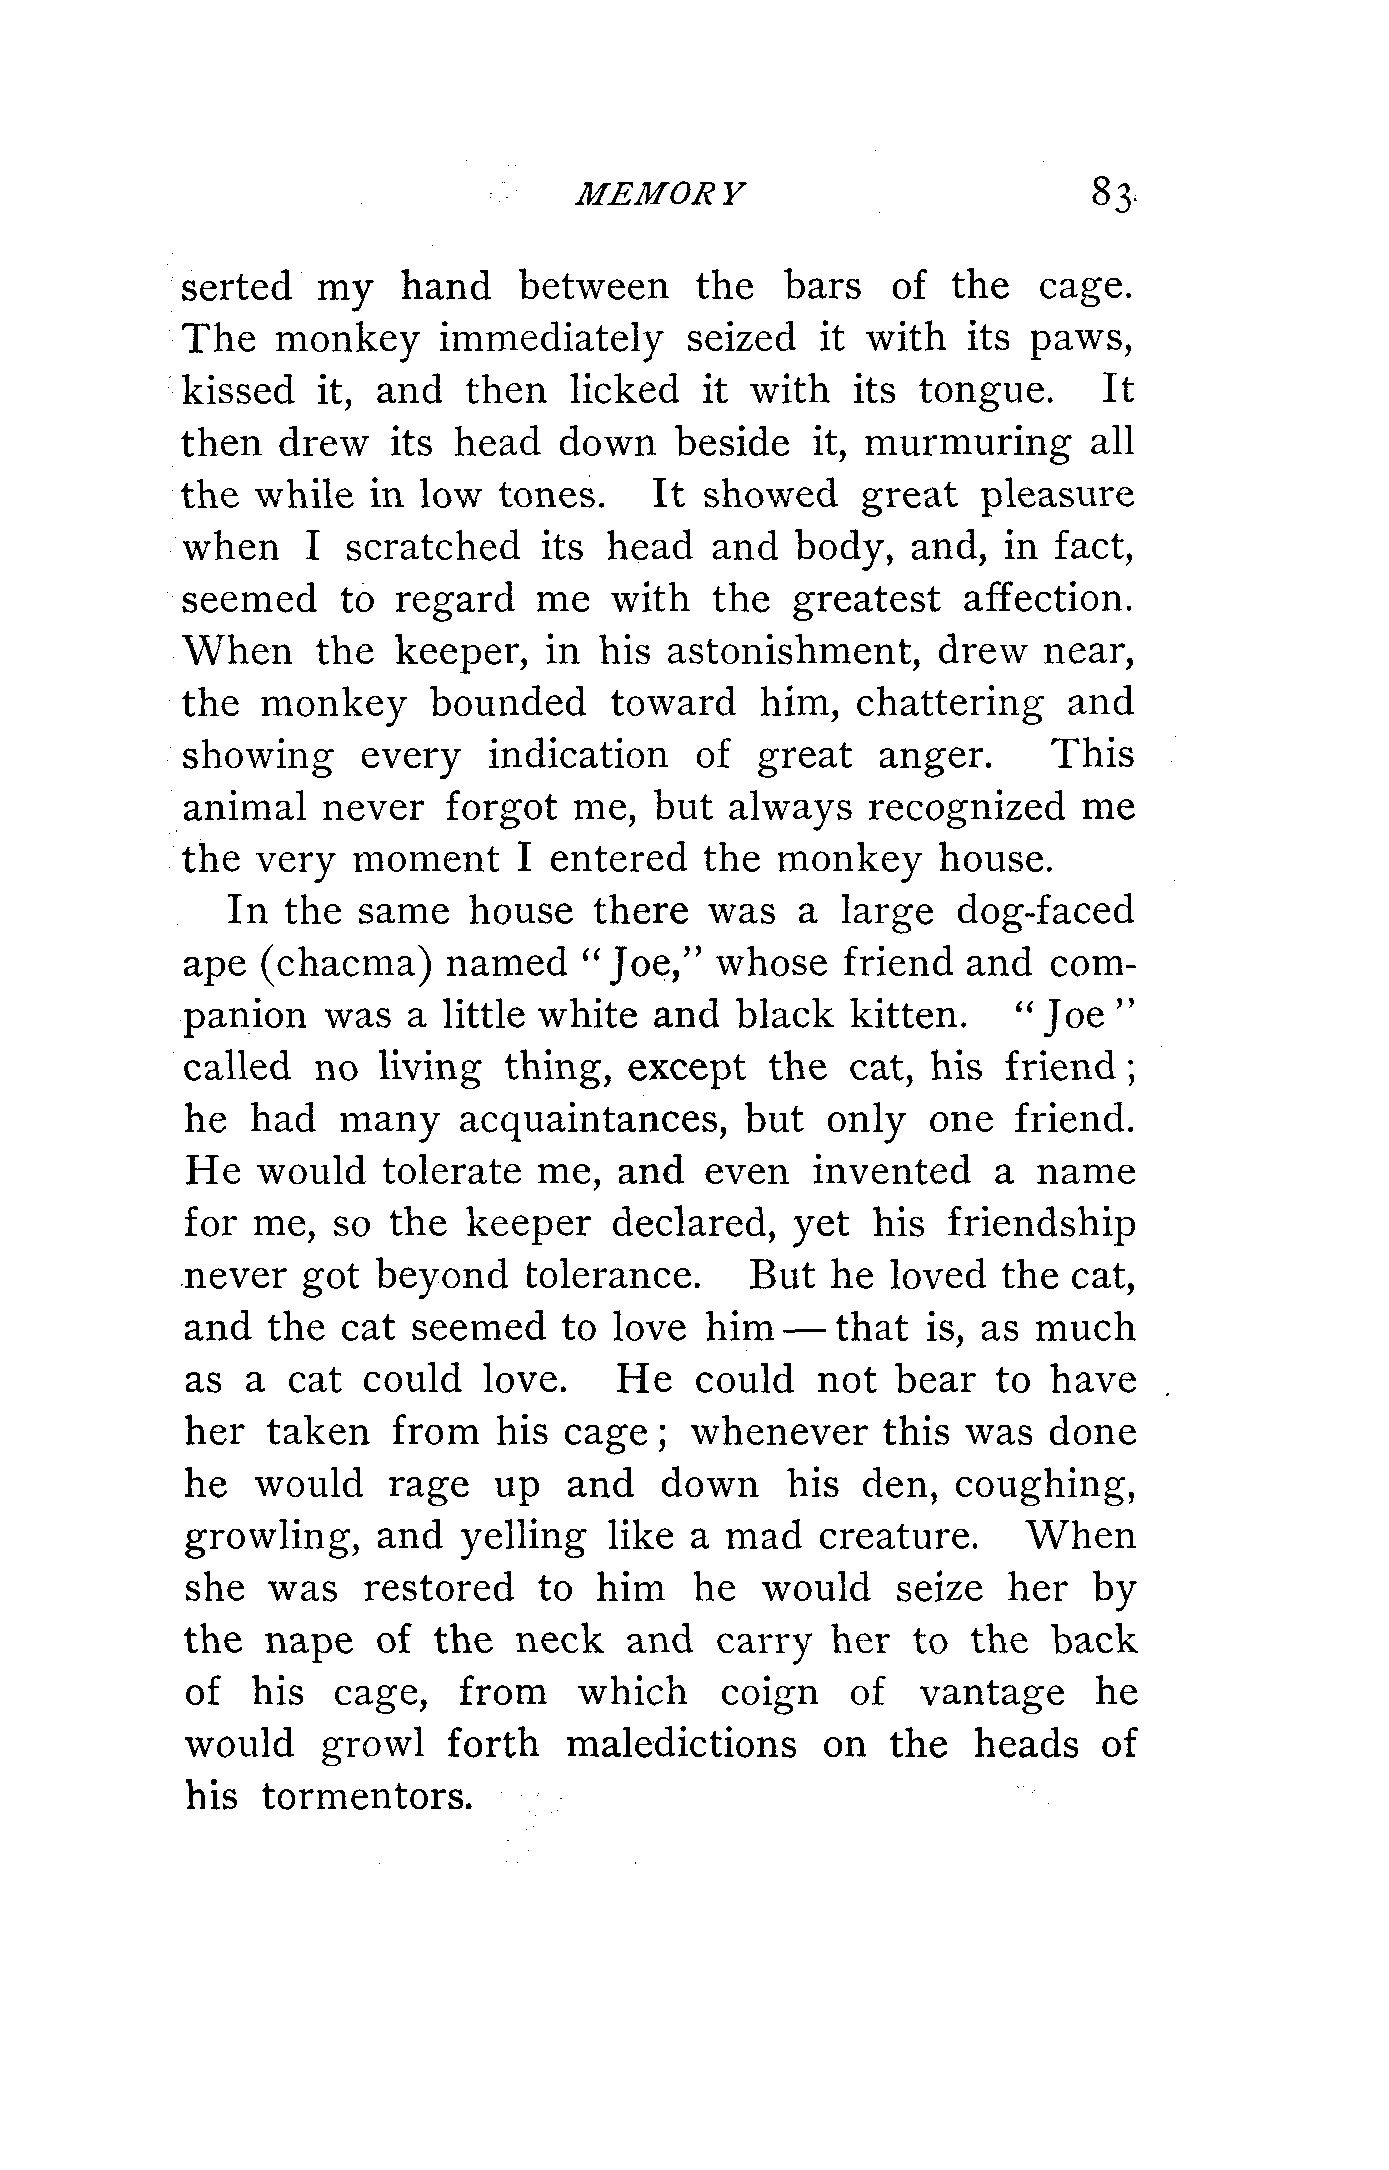 MEMORY 83
serted my hand between the bars of the cage.
The monkey immediately seized it with its paws,
kissed it, and then licked it with its tongue. It
then drew its head down beside it, murmuring all
the while in low tones. It showed great pleasure
when I scratched its head and body, and, in fact,
seemed to regard me with the greatest affection.
When the keeper, in his astonishment, drew near,
the monkey bounded toward him, chattering and
showing every indication of great anger. This
animal never forgot me, but always recognized me
the very moment I entered the monkey house.
In the same house there was a large dog-faced
ape (chacma) named “Joe,” whose friend and com-
panion was a little white and black kitten. “Joe”
called no living thing, except the cat, his friend;
he had many acquaintances, but only one friend.
He would tolerate me, and even invented a name
for me, so the keeper declared, yet his friendship
never got beyond tolerance. But he loved the cat,
and the cat seemed to love him — that is, as much
as a cat could love. He could not bear to have
her taken from his cage; whenever this was done
he would rage up and down his den, coughing,
growling, and yelling like a mad creature. When
she was restored to him he would seize her by
the nape of the neck and carry her to the back
of his cage, from which coign of vantage he
would growl forth maledictions on the heads of
his tormentors.